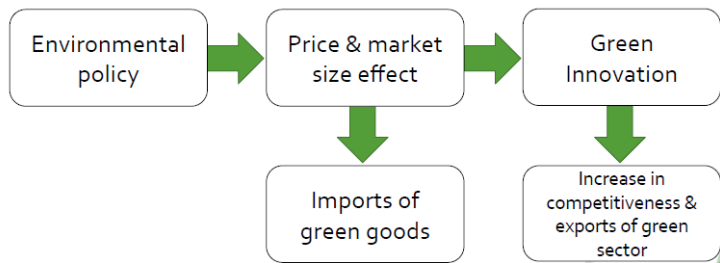 Environmental
policy
Price & market
size effect
Green
Innovation
Imports of
green goods
Increase in
competitiveness &
exports of green
sector